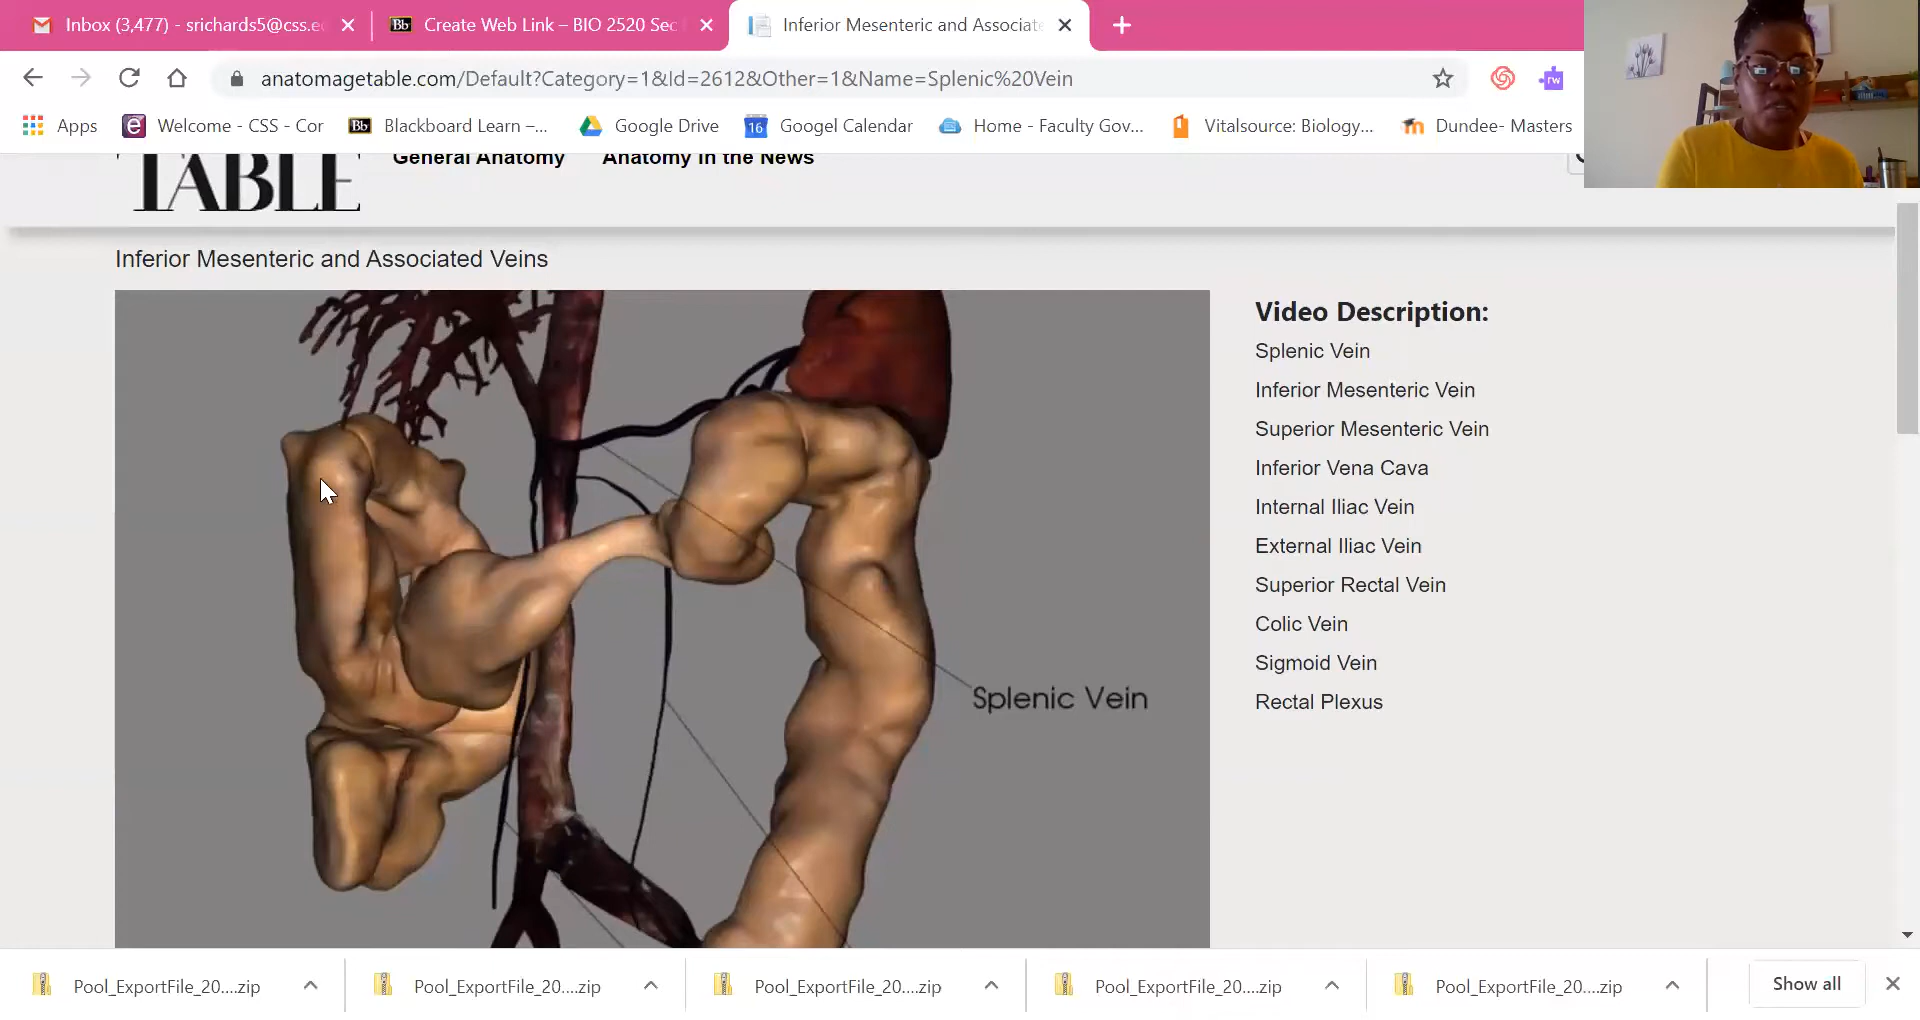 Inbox (3,477) - srichards5@css.e
Create Web Link – BIO 2520 Sec
Inferior Mesenteric and Associate
anatomagetable.com/Default?Category=1&Id=2612&Other=1&Name=Splenic%20Vein
Apps
Welcome - CSS - Cor
Bb
Blackboard Learn –...
Google Drive
16
Googel Calendar
Home - Faculty Gov...
Vitalsource: Biology...
Dundee- Masters
TABLE
General Anatomy
Anatomy in the News
Inferior Mesenteric and Associated Veins
Splenic Vein
Video Description:
Splenic Vein
Inferior Mesenteric Vein
Superior Mesenteric Vein
Inferior Vena Cava
Internal Iliac Vein
External Iliac Vein
Superior Rectal Vein
Colic Vein
Sigmoid Vein
Rectal Plexus
Pool_ExportFile_20....zip
Pool_ExportFile_20....zip
Pool_ExportFile_20....zip
Pool_ExportFile_20....zip
Pool_ExportFile_20....zip
Show all